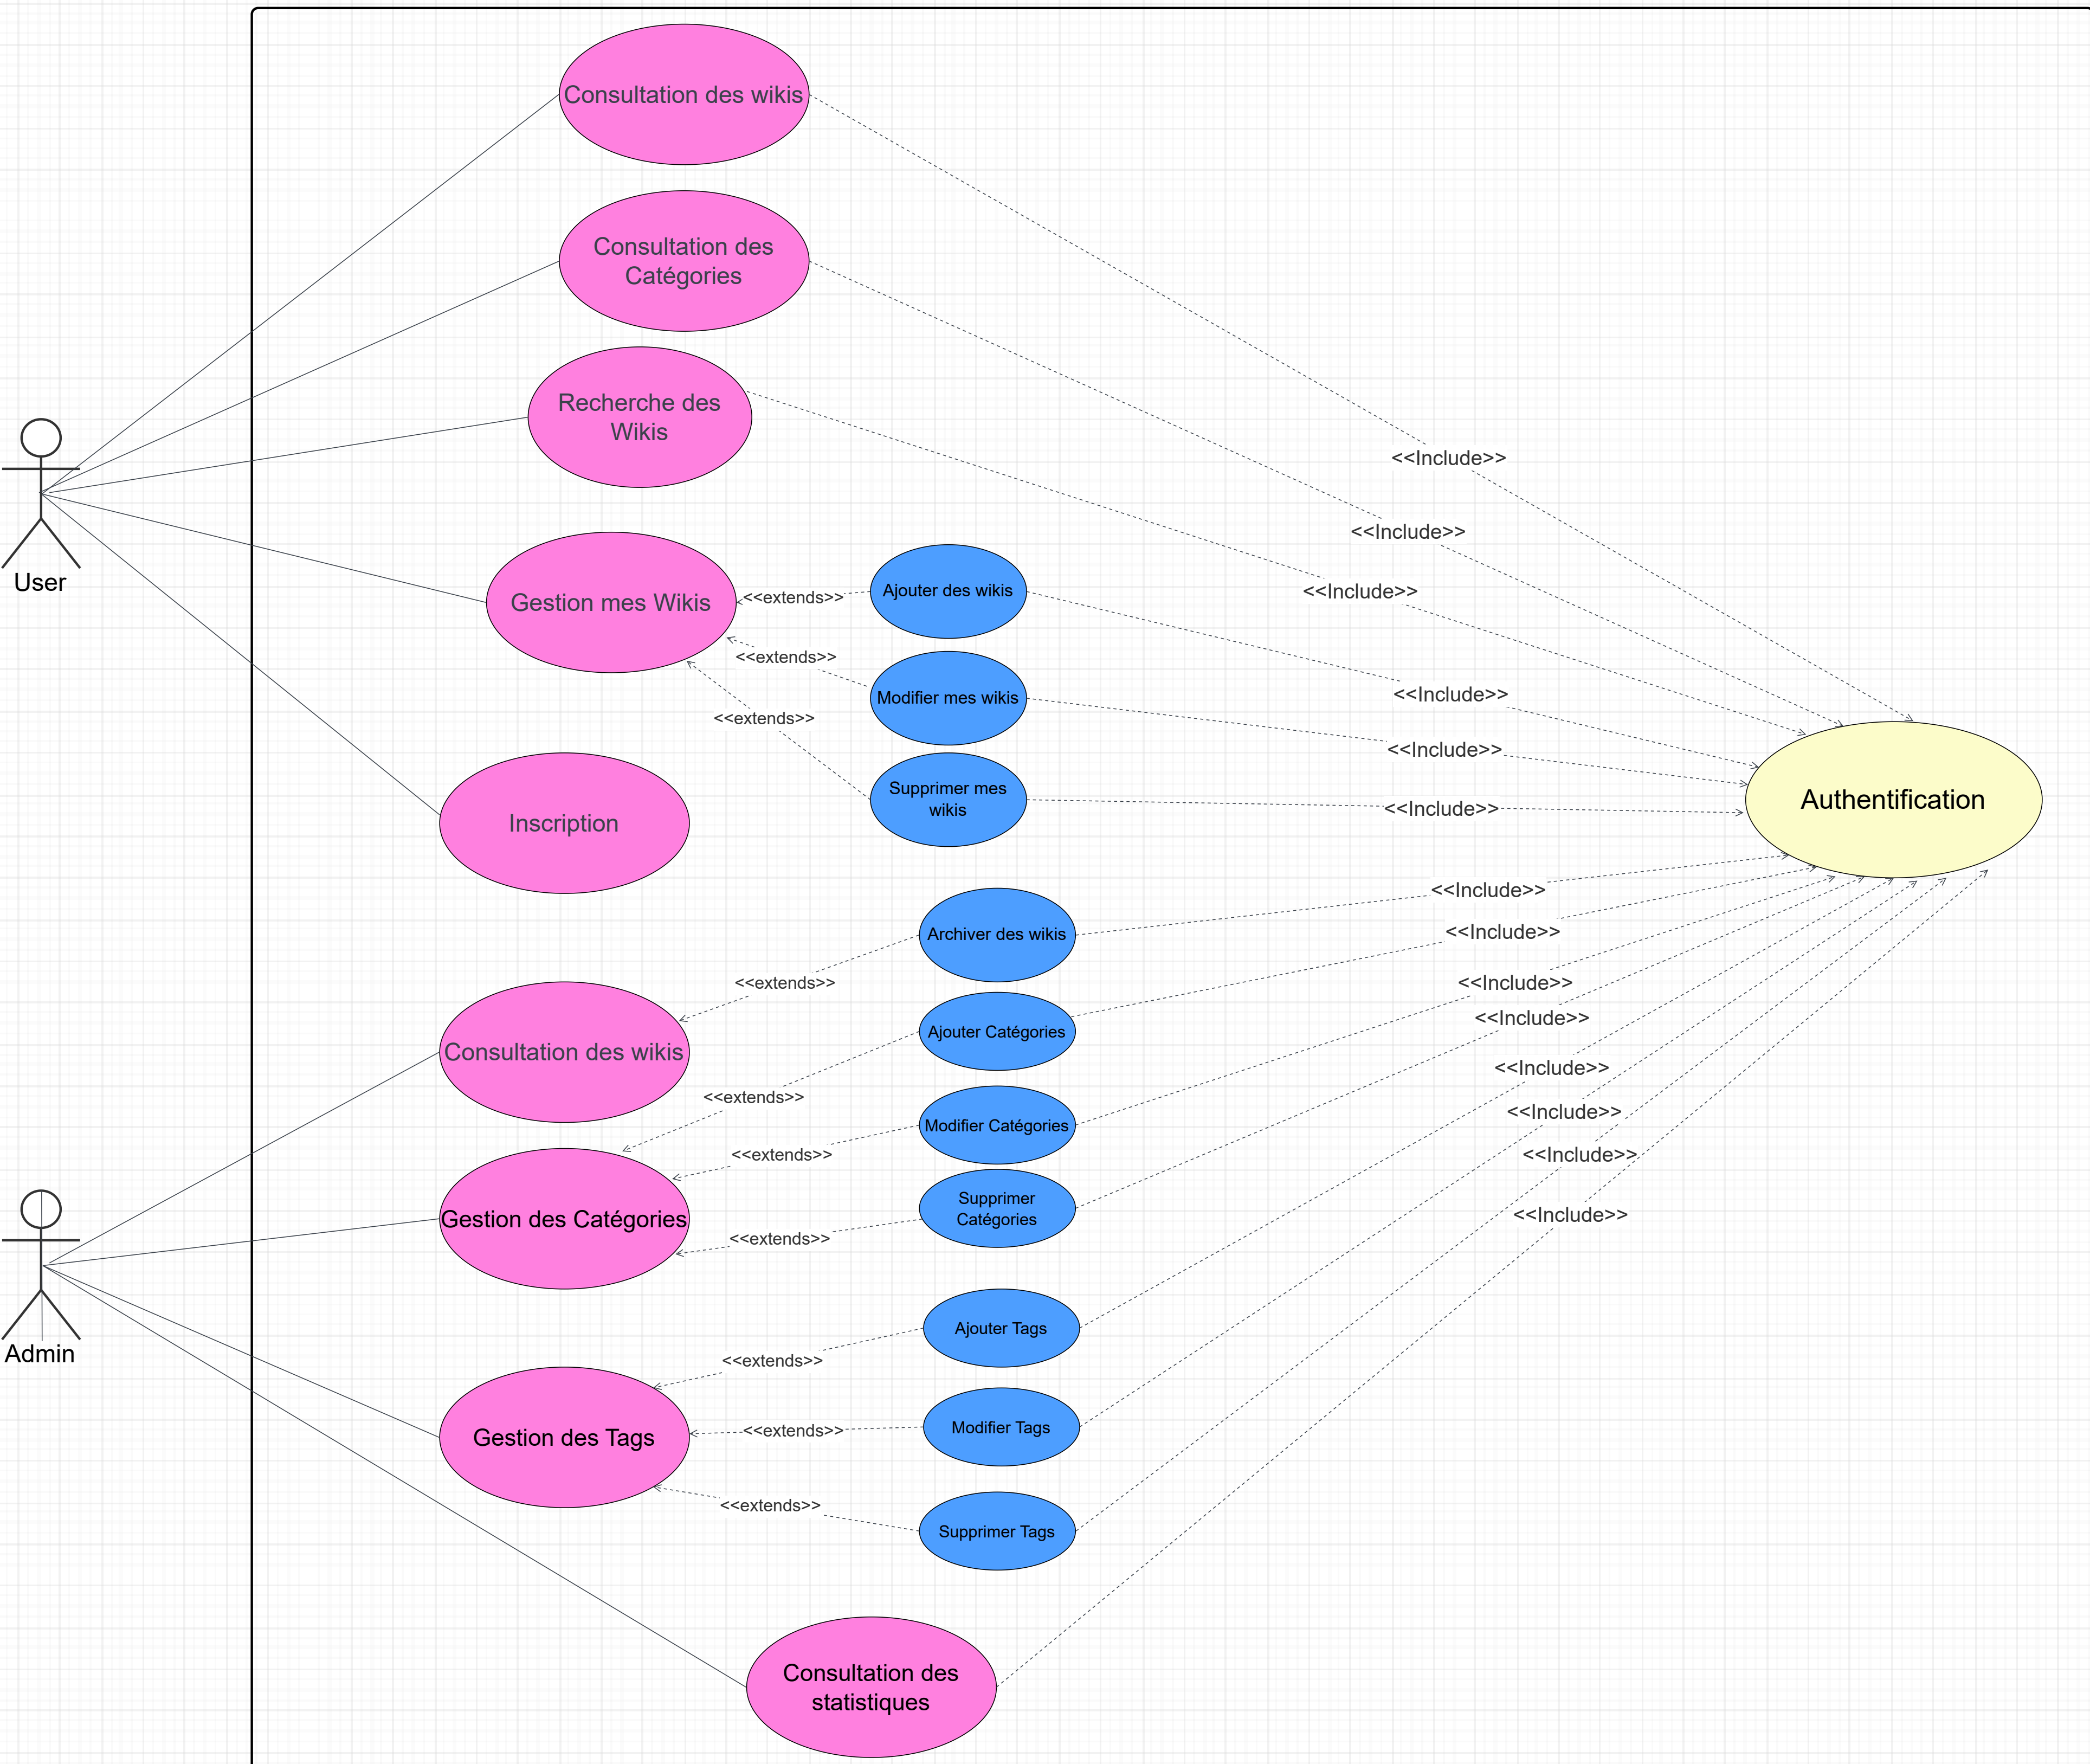 Consultation des wikis
Consultation des
Catégories
Recherche des
Wikis
User
Gestion mes Wikis
Inscription
<<extends>>
<<extends>>
<<extends>>
Ajouter des wikis
Modifier mes wikis
Supprimer mes
wikis
<<Include>>
<<Include>>
<<Include>>
<<Include>>
<<Include>>
<<Include>>
Authentification
Admin
Consultation des wikis
Gestion des Catégories
Gestion des Tags
Consultation des
statistiques
<<extends>>
<<extends>>
<<extends>>
<<extends>>
<<extends>>
<<extends>>
<<extends>>
Archiver des wikis
Ajouter Catégories
Modifier Catégories
Supprimer
Catégories
Ajouter Tags
Modifier Tags
Supprimer Tags
<<Include>>
<<Include>>
<<Include>>
<<Include>>
<<Include>>
<<Include>>
<<Include>>
<<Include>>